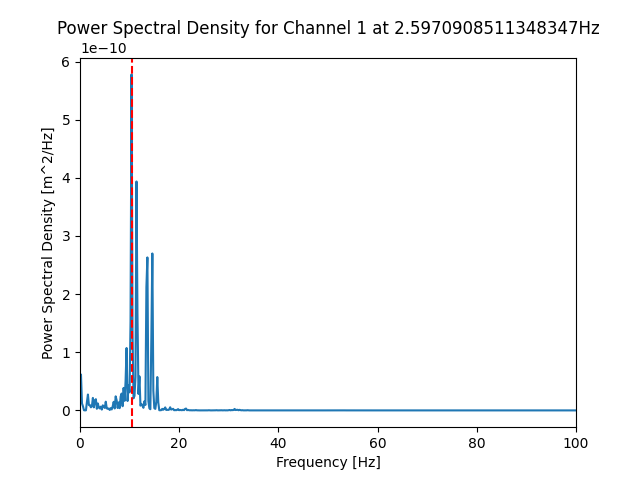 Power Spectral Density for Channel 1 at 2.5970908511348347Hz
1e−10
6
5
4
3
2
1
0
Power Spectral Density [m^2/Hz]
0 20 40 60 80 100
Frequency [Hz]